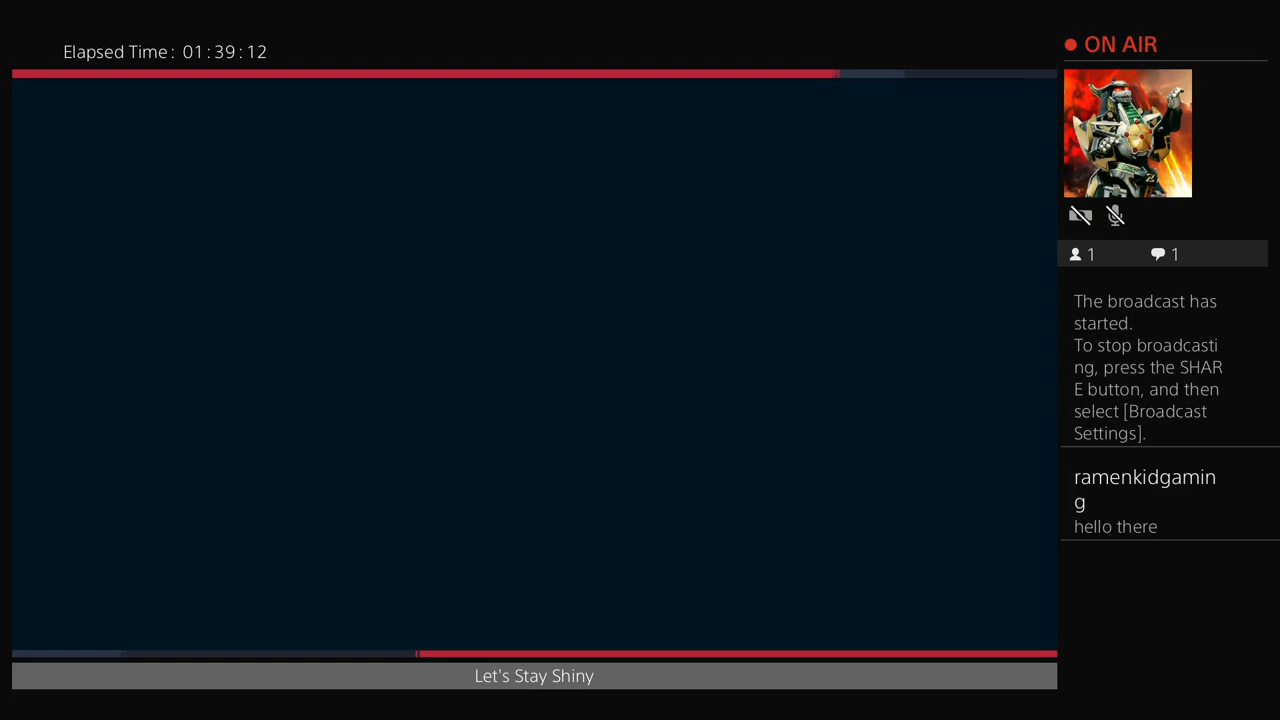 Elapsed Time: 01:39:12
ON AIR
1 1
The broadcast has
started.
To stop broadcasti
ng, press the SHAR
E button, and then
select [Broadcast
Settings].
ramenkidgamin
g
hello there
Let's Stay Shiny